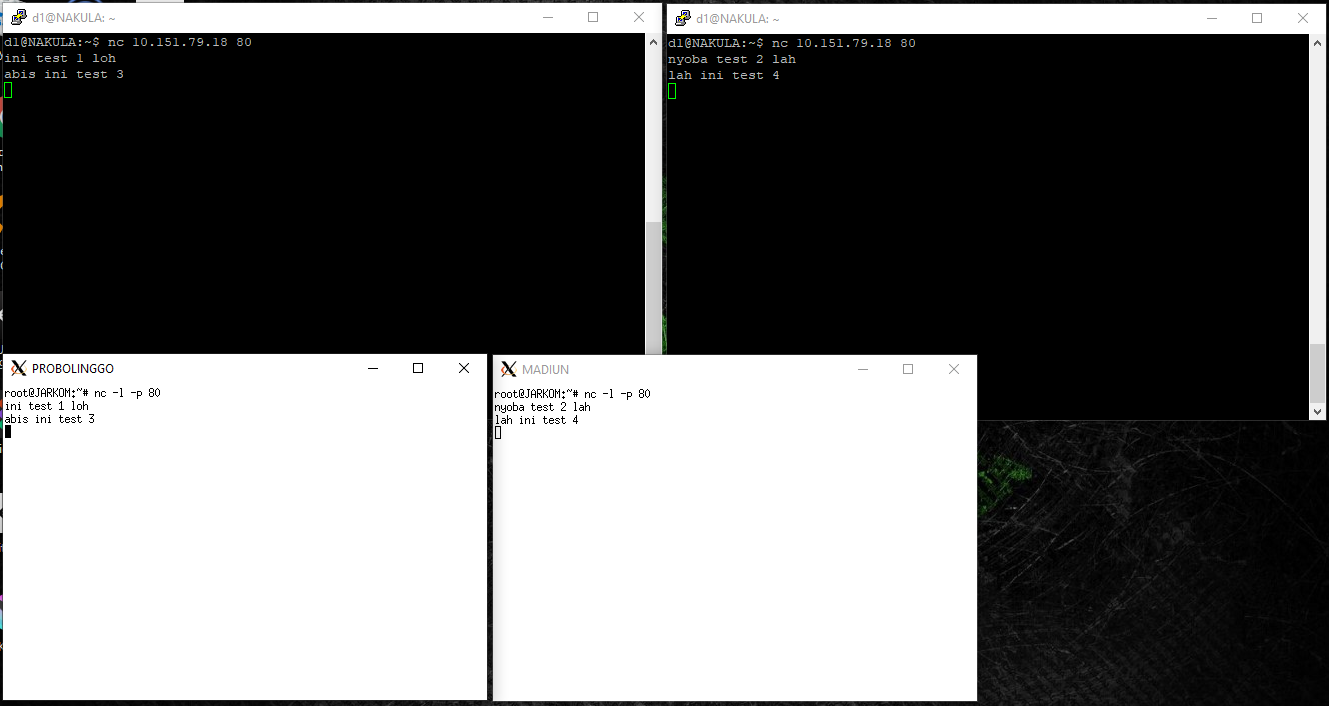 d1@NAKULA: ~
d1@NAKULA:~$ nc 10.151.79.18 80
ini test 1 loh
abis ini test 3
d1@NAKULA: ~
d1@NAKULA:~$ nc 10.151.79.18 80
nyoba test 2 lah
lah ini test 4
PROBOLINGGO
root@JARKOM:~# nc -l -p 80
ini test 1 loh
abis ini test 3
MADIUN
root@JARKOM:~# nc -l -p 80
nyoba test 2 lah
lah ini test 4